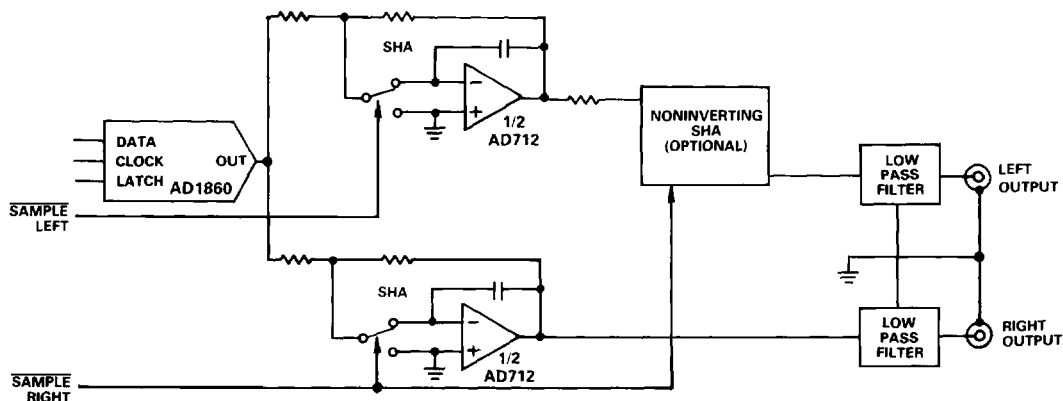 SHA
−
+
1/2
AD712
DATA
CLOCK
LATCH
OUT
AD1860
NONINVERTING
SHA
(OPTIONAL)
LOW
PASS
FILTER
LEFT
OUTPUT
SAMPLE
LEFT
SHA
−
+
1/2
AD712
LOW
PASS
FILTER
RIGHT
OUTPUT
SAMPLE
RIGHT